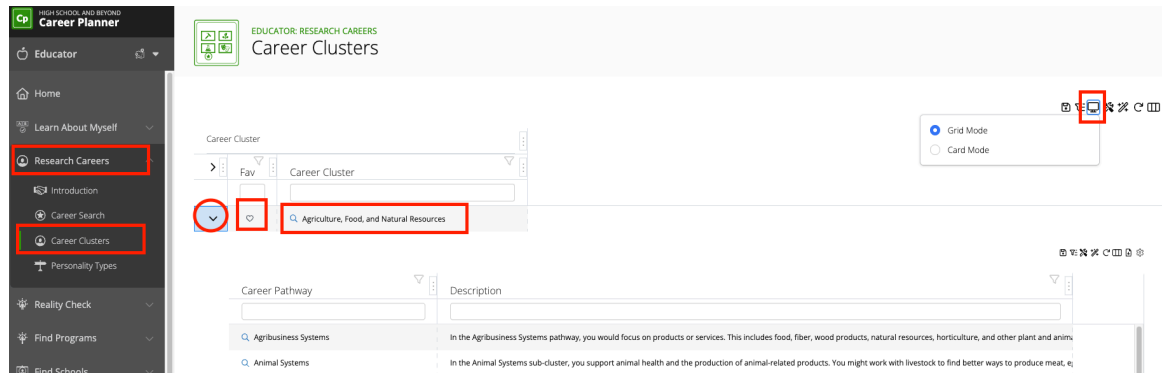 Cp
HIGH SCHOOL AND BEYOND
Career Planner
Educator
Home
Learn About Myself
Research Careers
Introduction
Career Search
Career Clusters
Personality Types
Reality Check
Find Programs
Find Schools
EDUCATOR: RESEARCH CAREERS
Career Clusters
Grid Mode
Card Mode
Career Cluster
Fav
Career Cluster
Agriculture, Food, and Natural Resources
Career Pathway
Description
Agribusiness Systems
In the Agribusiness Systems pathway, you would focus on products or services. This includes food, fiber, wood products, natural resources, horticulture, and other plant and
Animal Systems
In the Animal Systems sub-cluster, you support animal health and the production of animal-related products. You might work with livestock to find better ways to produce meat,